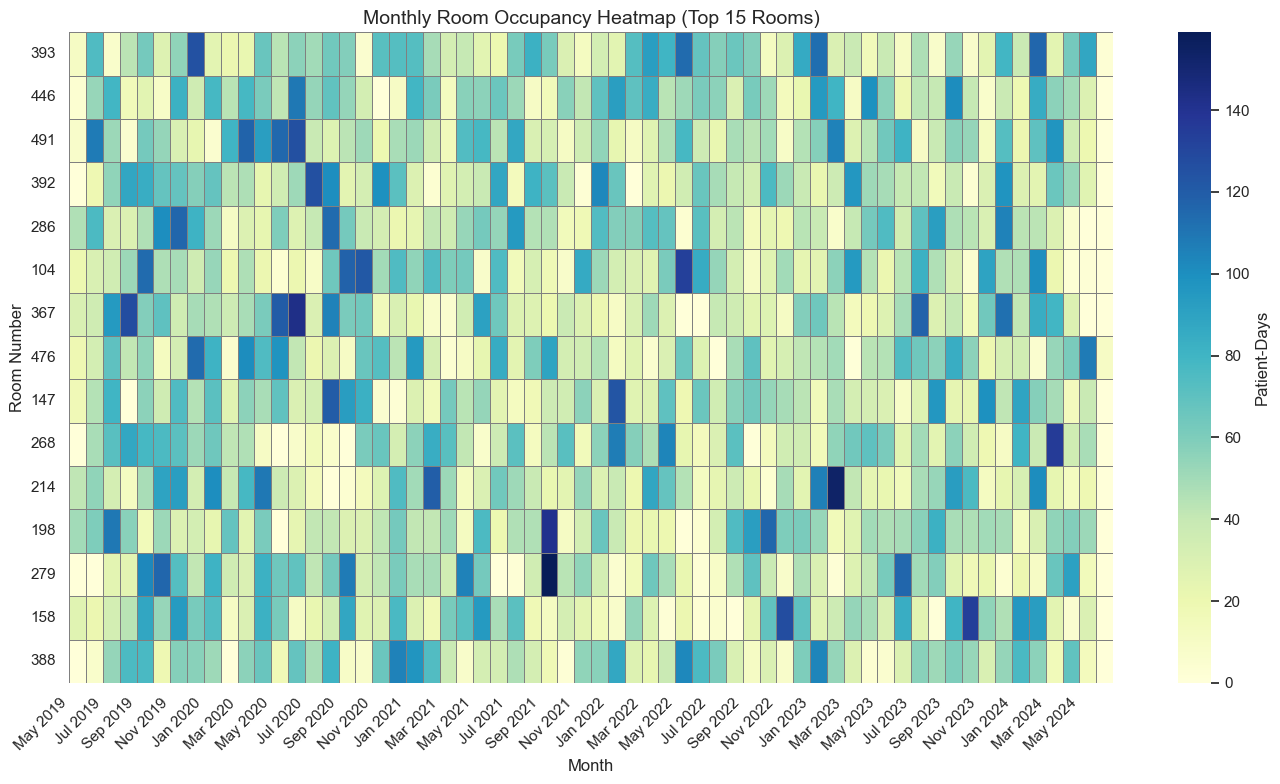 Monthly Room Occupancy Heatmap (Top 15 Rooms)
Room Number
393
446
491
392
286
104
367
476
147
268
214
198
279
158
388
May 2019
Jul 2019
Sep 2019
Nov 2019
Jan 2020
Mar 2020
May 2020
Jul 2020
Sep 2020
Nov 2020
Jan 2021
Mar 2021
May 2021
Jul 2021
Sep 2021
Nov 2021
Jan 2022
Mar 2022
May 2022
Jul 2022
Sep 2022
Nov 2022
Jan 2023
Mar 2023
May 2023
Jul 2023
Sep 2023
Nov 2023
Jan 2024
Mar 2024
May 2024
Month
140
120
100
80
60
40
20
0
Patient-Days